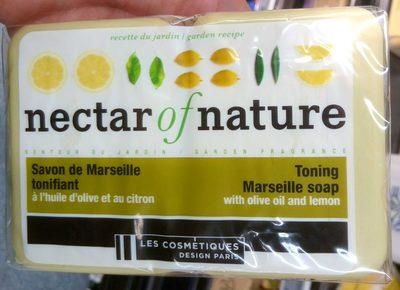 recette du jardin / garden recipe
nectar of nature
SENTEUR DU JARDIN / GARDEN FRAGRANCE
Savon de Marseille
tonifiant
à l'huile d'olive et au citron
Toning
Marseille soap
with olive oil and lemon
LES COSMÉTIQUES
DESIGN PARIS